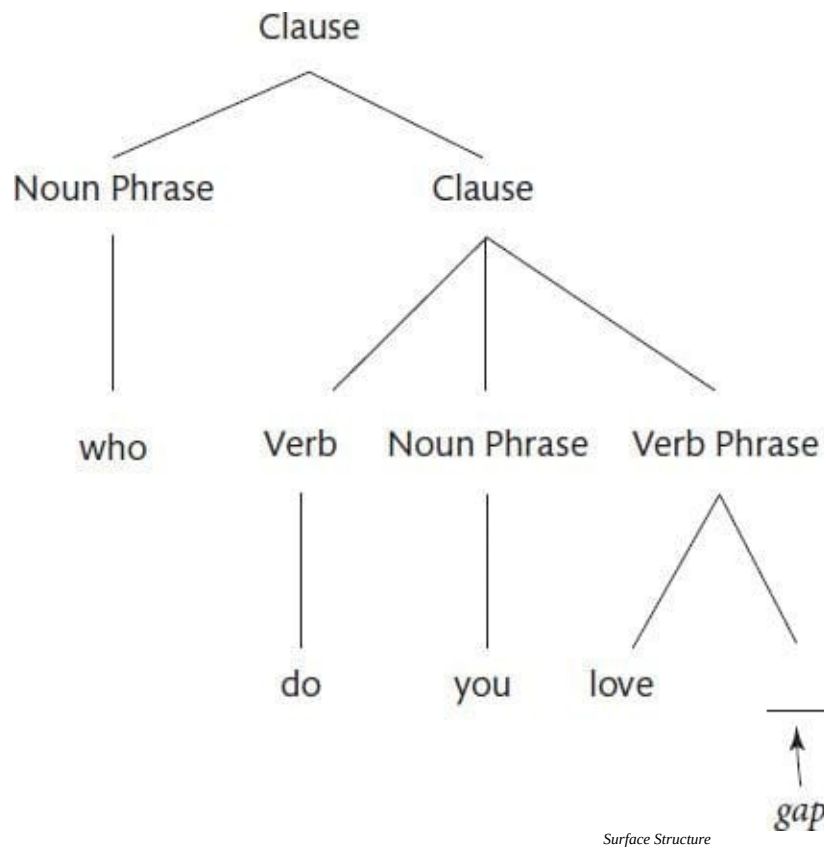 Clause
Noun Phrase Clause
who Verb Noun Phrase Verb Phrase
do you love
gap
Surface Structure